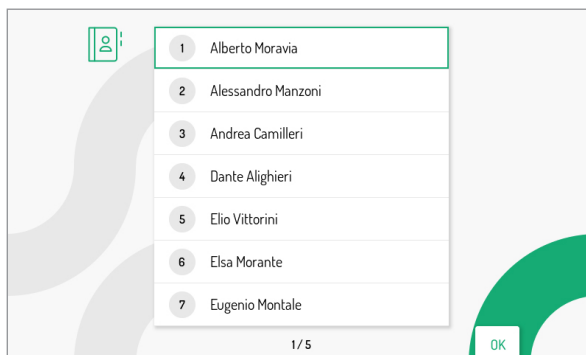 1 Alberto Moravia
2 Alessandro Manzoni
3 Andrea Camilleri
4 Dante Alighieri
5 Elio Vittorini
6 Elsa Morante
7 Eugenio Montale
1 / 5
OK